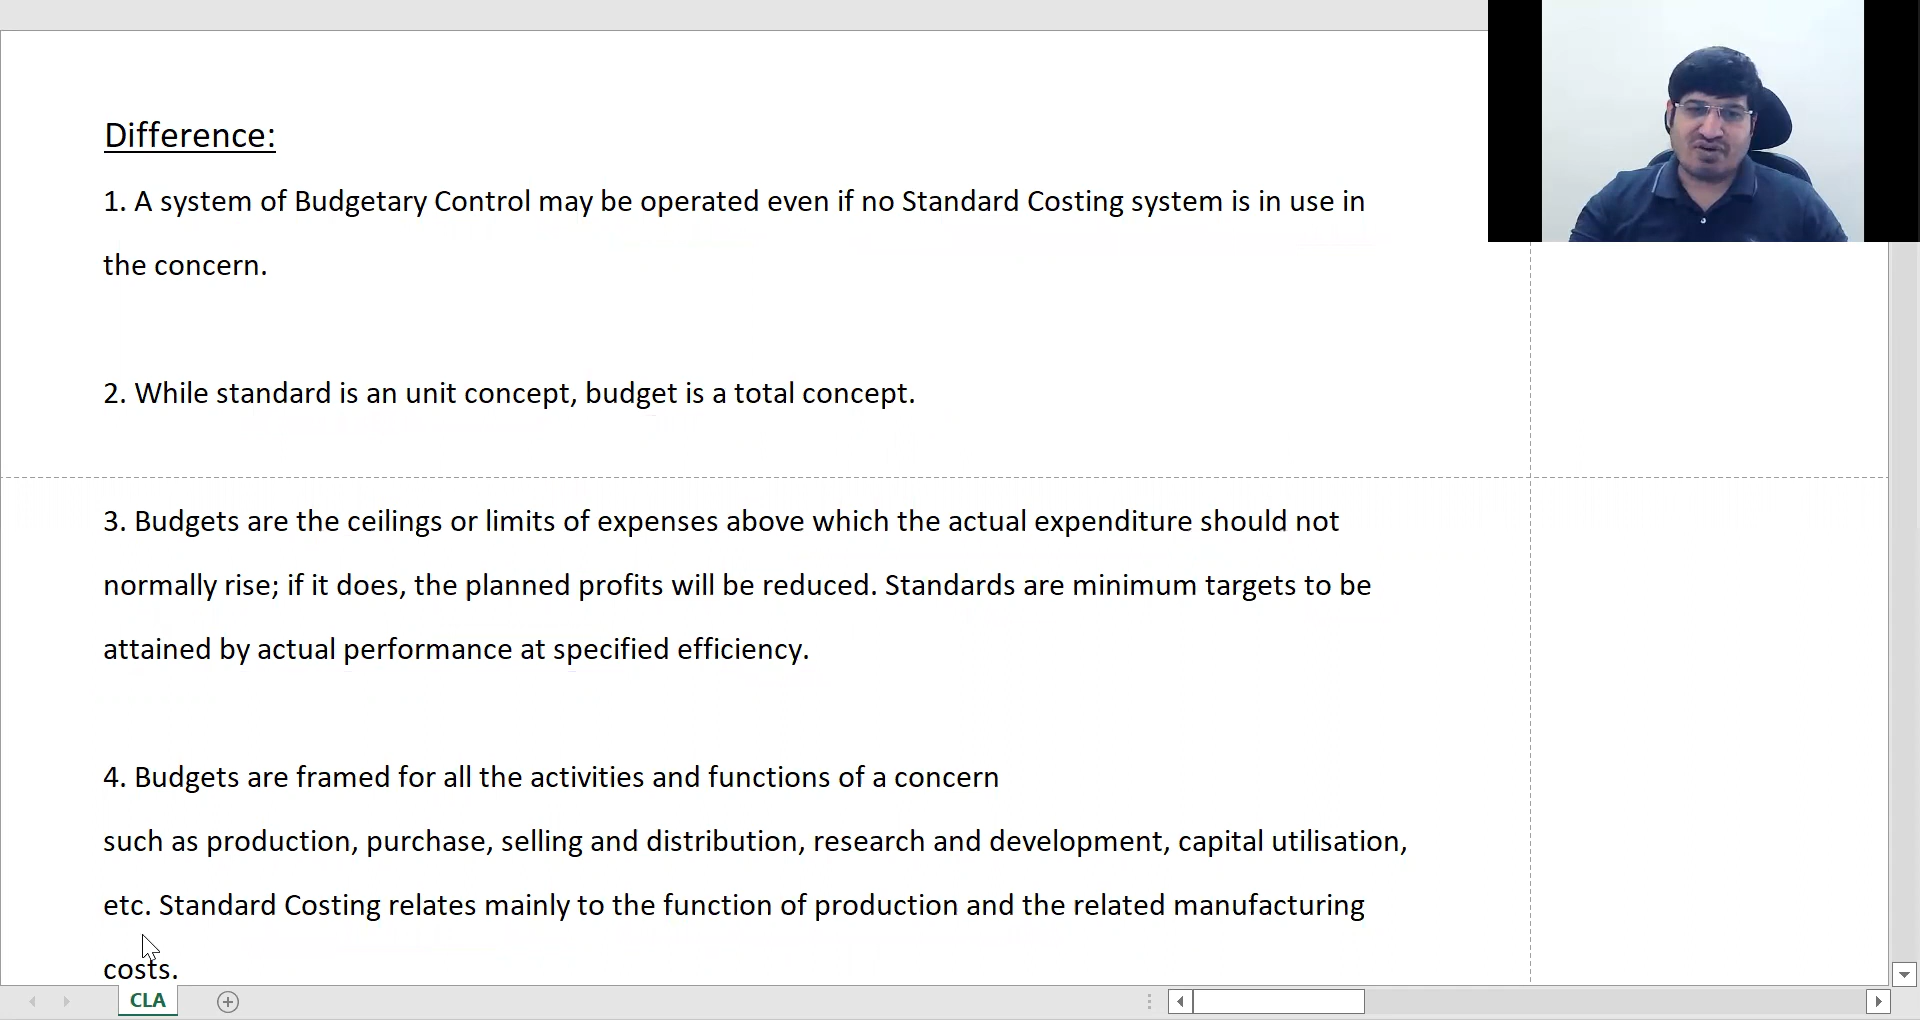 Difference:
1. A system of Budgetary Control may be operated even if no Standard Costing system is in use in
the concern.
2. While standard is an unit concept, budget is a total concept.
3. Budgets are the ceilings or limits of expenses above which the actual expenditure should not
normally rise; if it does, the planned profits will be reduced. Standards are minimum targets to be
attained by actual performance at specified efficiency.
4. Budgets are framed for all the activities and functions of a concern
such as production, purchase, selling and distribution, research and development, capital utilisation,
etc. Standard Costing relates mainly to the function of production and the related manufacturing
costs.
CLA